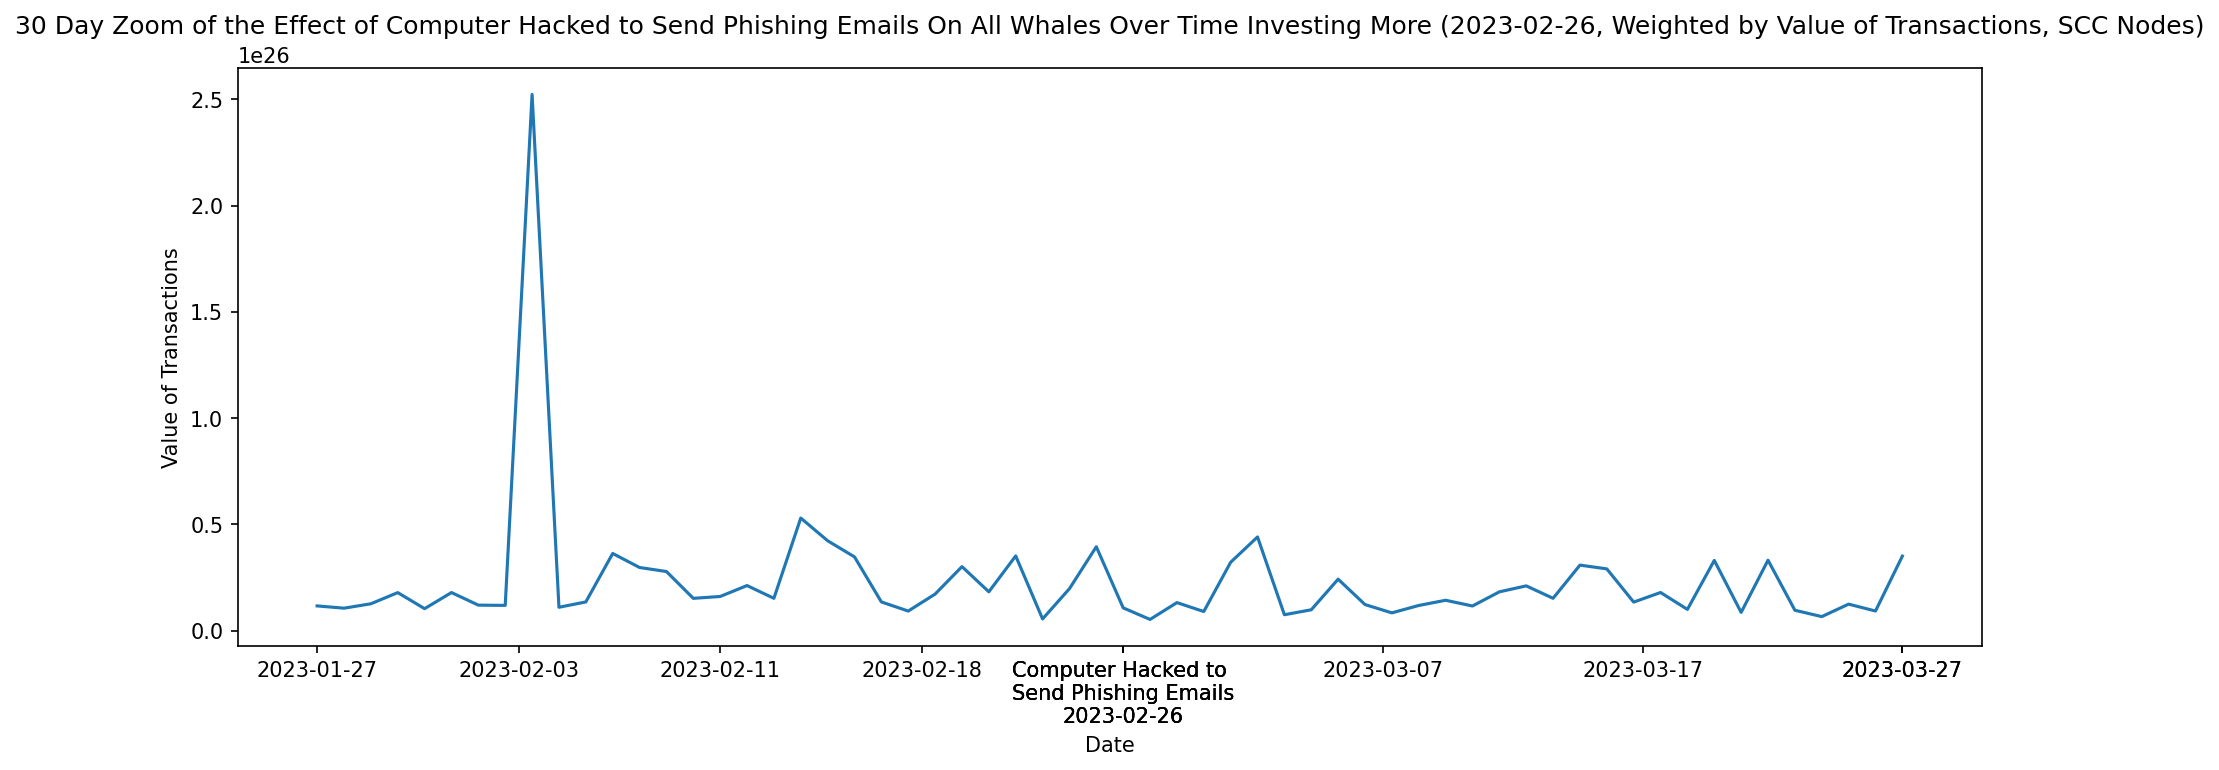 30 Day Zoom of the Effect of Computer Hacked to Send Phishing Emails On All Whales Over Time Investing More (2023-02-26, Weighted by Value of Transactions, SCC Nodes)
1e26
2.5
2.0
1.5
1.0
0.5
0.0
Value of Transactions
2023-01-27 2023-02-03 2023-02-11 2023-02-18 Computer Hacked to 2023-03-07 2023-03-17 2023-03-27
Send Phishing Emails
2023-02-26
Date